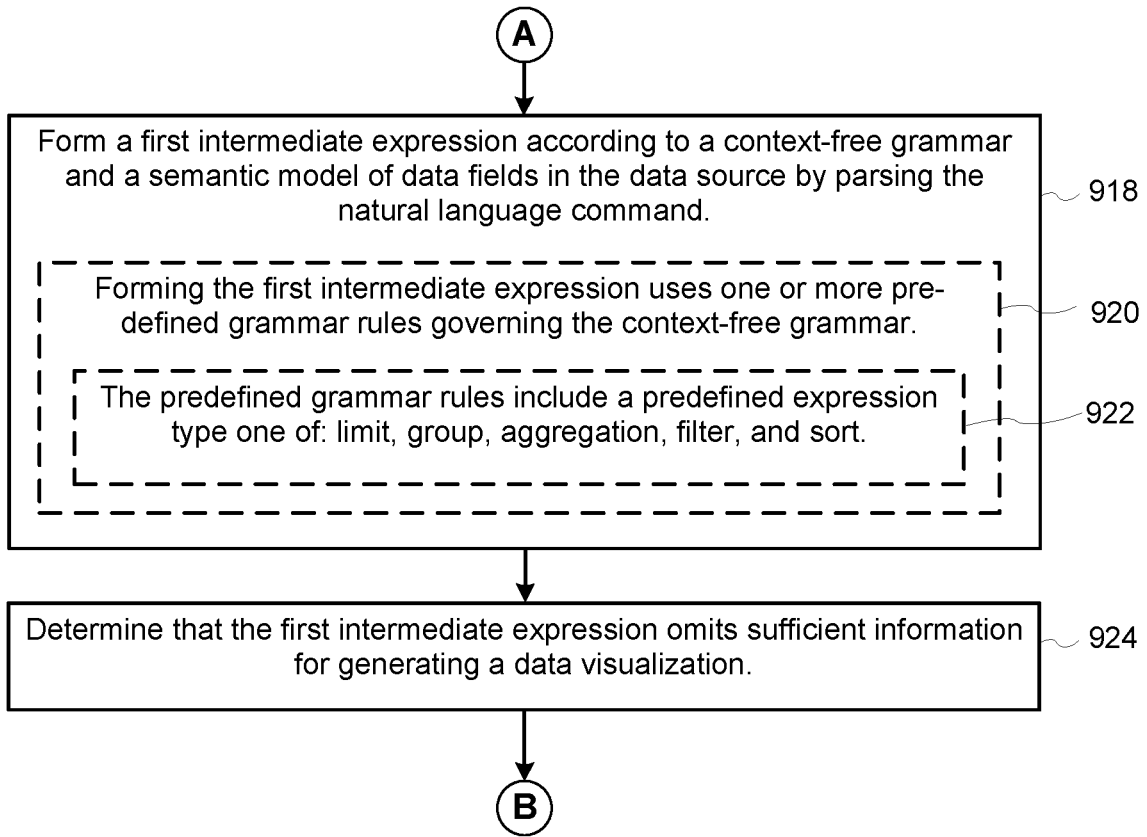 A
Form a first intermediate expression according to a context-free grammar
and a semantic model of data fields in the data source by parsing the
natural language command.
918
Forming the first intermediate expression uses one or more pre-
defined grammar rules governing the context-free grammar.
920
The predefined grammar rules include a predefined expression
type one of: limit, group, aggregation, filter, and sort.
922
Determine that the first intermediate expression omits sufficient information
for generating a data visualization.
924
B